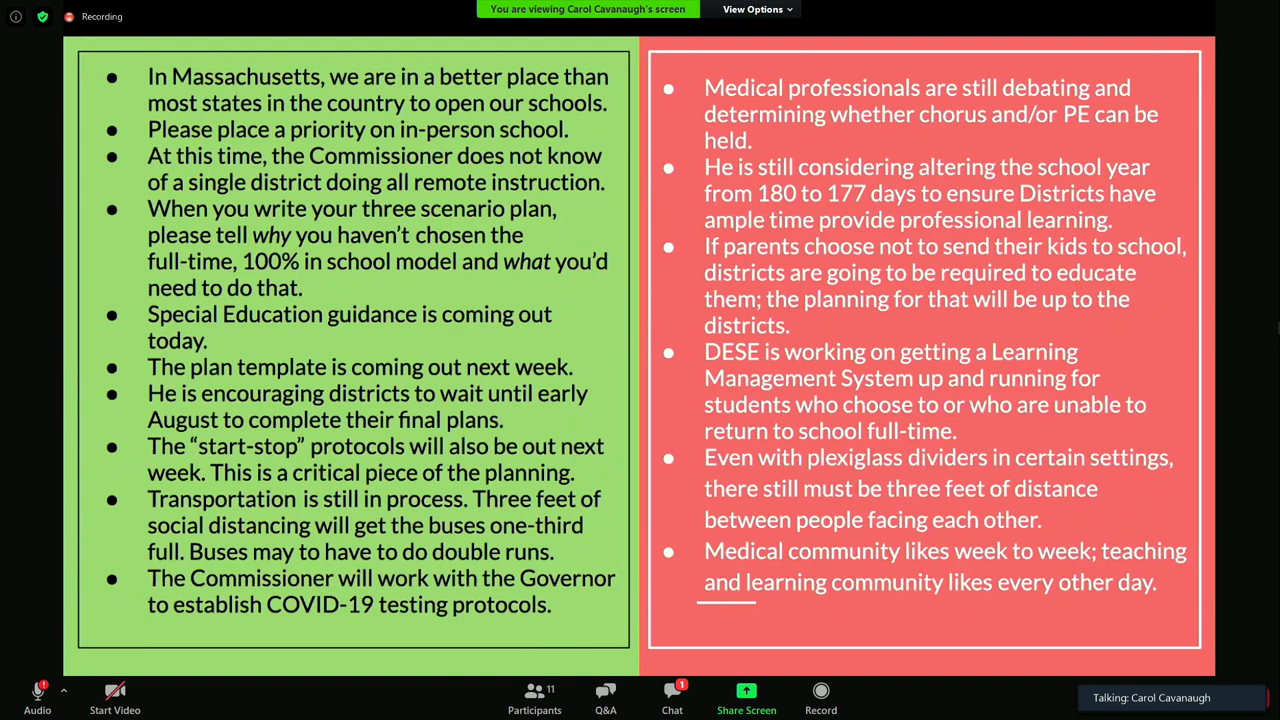 Recording
You are viewing Carol Cavanaugh's screen
View Options
● In Massachusetts, we are in a better place than
most states in the country to open our schools.
● Please place a priority on in-person school.
● At this time, the Commissioner does not know
of a single district doing all remote instruction.
● When you write your three scenario plan,
please tell why you haven't chosen the
full-time, 100% in school model and what you'd
need to do that.
● Special Education guidance is coming out
today.
● The plan template is coming out next week.
● He is encouraging districts to wait until early
August to complete their final plans.
● The “start-stop” protocols will also be out next
week. This is a critical piece of the planning.
● Transportation is still in process. Three feet of
social distancing will get the buses one-third
full. Buses may to have to do double runs.
● The Commissioner will work with the Governor
to establish COVID-19 testing protocols.
● Medical professionals are still debating and
determining whether chorus and/or PE can be
held.
● He is still considering altering the school year
from 180 to 177 days to ensure Districts have
ample time provide professional learning.
● If parents choose not to send their kids to school,
districts are going to be required to educate
them; the planning for that will be up to the
districts.
● DESE is working on getting a Learning
Management System up and running for
students who choose to or who are unable to
return to school full-time.
● Even with plexiglass dividers in certain settings,
there still must be three feet of distance
between people facing each other.
● Medical community likes week to week; teaching
and learning community likes every other day.
Audio
Start Video
11
Participants
Q&A
1
Chat
Share Screen
Record
Talking: Carol Cavanaugh